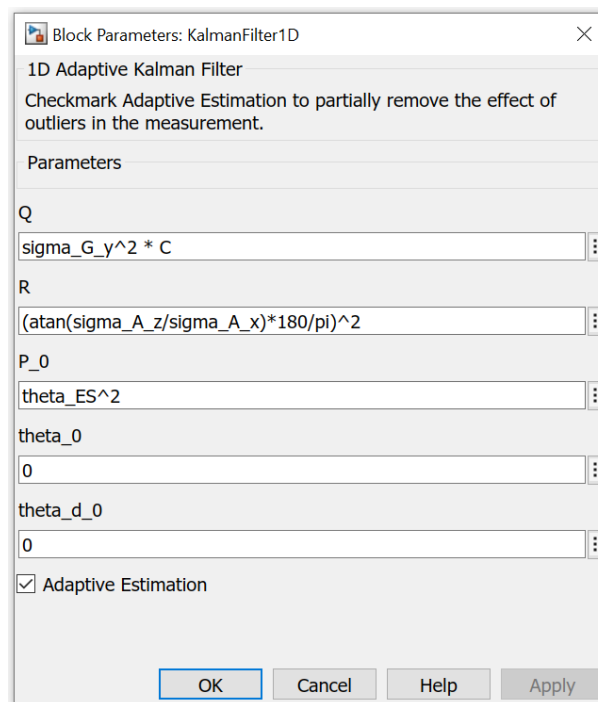 Block Parameters: KalmanFilter1D
1D Adaptive Kalman Filter
Checkmark Adaptive Estimation to partially remove the effect of
outliers in the measurement.
Parameters
Q
sigma_G_y^2 * C
R
(atan(sigma_A_z/sigma_A_x)*180/pi)^2
P_0
theta_ES^2
theta_0
0
theta_d_0
0
Adaptive Estimation
OK Cancel Help Apply